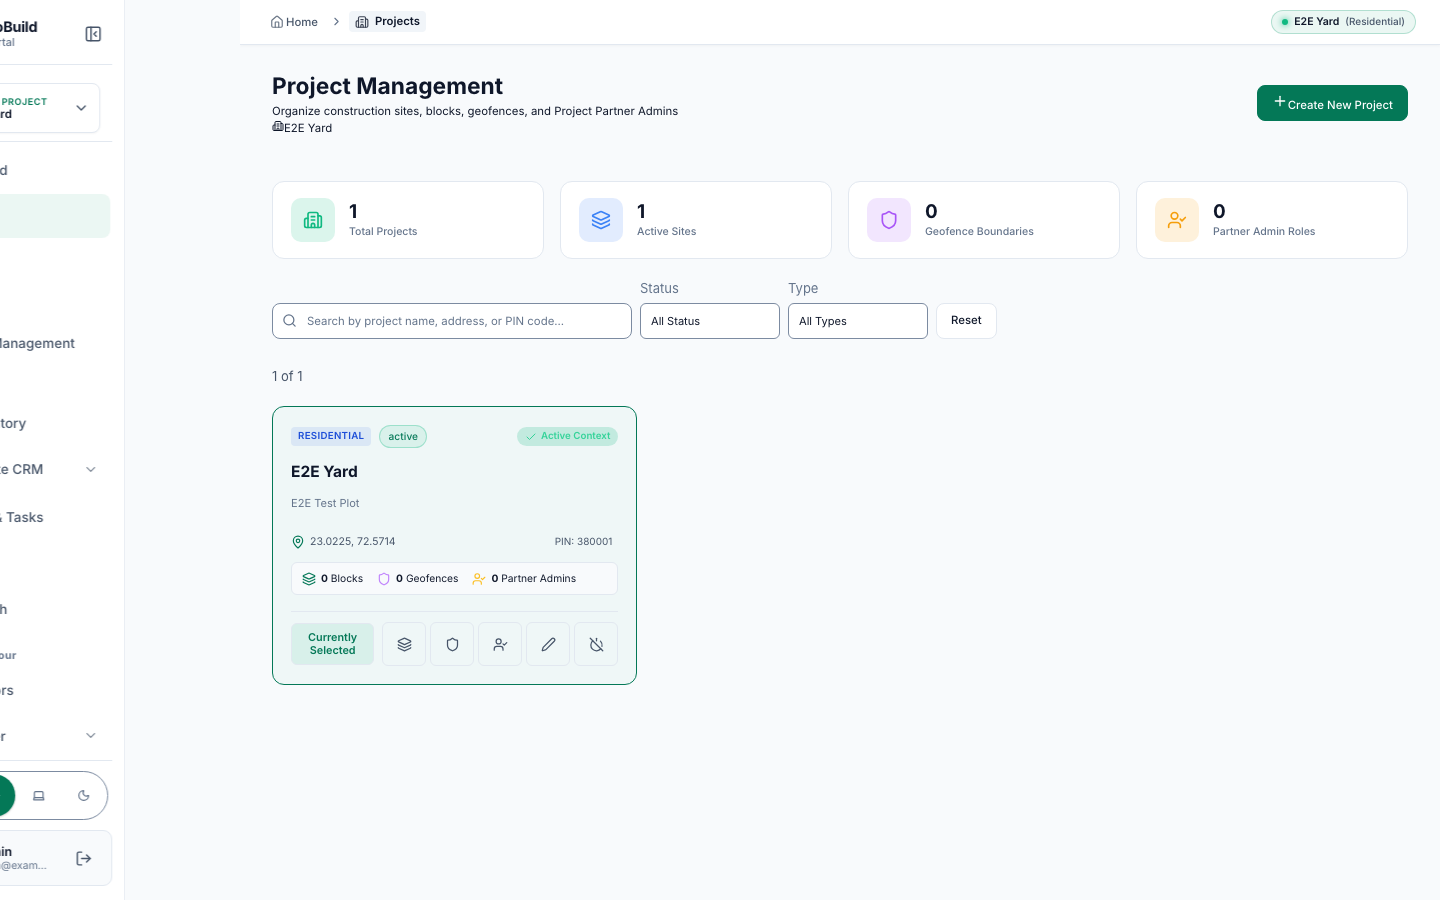 oBuild
rtal
PROJECT
rd
d
Management
tory
te CRM
& Tasks
h
our
ors
r
in
@exam...
Home
Projects
E2E Yard (Residential)
Project Management
Organize construction sites, blocks, geofences, and Project Partner Admins
E2E Yard
Create New Project
1
Total Projects
1
Active Sites
0
Geofence Boundaries
0
Partner Admin Roles
Status
Type
Search by project name, address, or PIN code...
All Status
All Types
Reset
1 of 1
RESIDENTIAL active Active Context
E2E Yard
E2E Test Plot
23.0225, 72.5714 PIN: 380001
0 Blocks 0 Geofences 0 Partner Admins
Currently
Selected